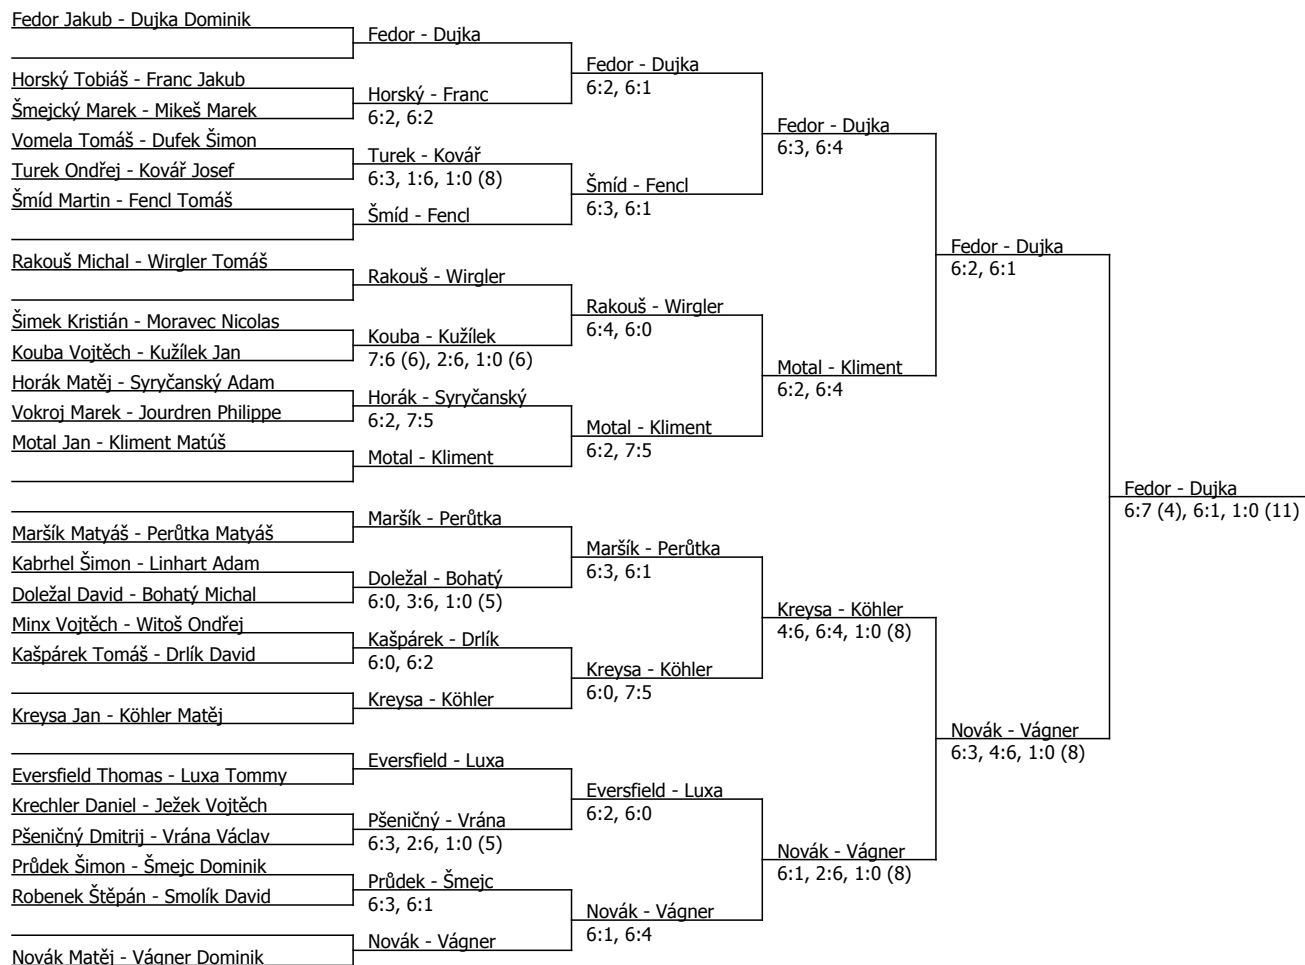 Fedor Jakub - Dujka Dominik
Horský Tobiáš - Franc Jakub
Šmejcký Marek - Mikeš Marek
Vomela Tomáš - Dufek Šimon
Turek Ondřej - Kovář Josef
Šmíd Martin - Fencl Tomáš
Rakouš Michal - Wirgler Tomáš
Šimek Kristián - Moravec Nicolas
Kouba Vojtěch - Kužílek Jan
Horák Matěj - Syryčanský Adam
Vokroj Marek - Jourdren Philippe
Motal Jan - Kliment Matúš
Maršík Matyáš - Perůtka Matyáš
Kabrhel Šimon - Linhart Adam
Doležal David - Bohatý Michal
Minx Vojtěch - Witoš Ondřej
Kašpárek Tomáš - Drlík David
Kreysa Jan - Köhler Matěj
Eversfield Thomas - Luxa Tommy
Krechler Daniel - Ježek Vojtěch
Pšeničný Dmitrij - Vrána Václav
Průdek Šimon - Šmejc Dominik
Robenek Štěpán - Smolík David
Novák Matěj - Vágner Dominik
Fedor - Dujka
Horský - Franc
6:2, 6:2
Turek - Kovář
6:3, 1:6, 1:0 (8)
Šmíd - Fencl
Rakouš - Wirgler
Kouba - Kužílek
7:6 (6), 2:6, 1:0 (6)
Horák - Syryčanský
6:2, 7:5
Motal - Kliment
Maršík - Perůtka
Doležal - Bohatý
6:0, 3:6, 1:0 (5)
Kašpárek - Drlík
6:0, 6:2
Kreysa - Köhler
Eversfield - Luxa
Pšeničný - Vrána
6:3, 2:6, 1:0 (5)
Průdek - Šmejc
6:3, 6:1
Novák - Vágner
Fedor - Dujka
6:2, 6:1
Šmíd - Fencl
6:3, 6:1
Rakouš - Wirgler
6:4, 6:0
Motal - Kliment
6:2, 7:5
Maršík - Perůtka
6:3, 6:1
Kreysa - Köhler
6:0, 7:5
Eversfield - Luxa
6:2, 6:0
Novák - Vágner
6:1, 6:4
Fedor - Dujka
6:3, 6:4
Motal - Kliment
6:2, 6:4
Kreysa - Köhler
4:6, 6:4, 1:0 (8)
Novák - Vágner
6:1, 2:6, 1:0 (8)
Fedor - Dujka
6:2, 6:1
Novák - Vágner
6:3, 4:6, 1:0 (8)
Fedor - Dujka
6:7 (4), 6:1, 1:0 (11)